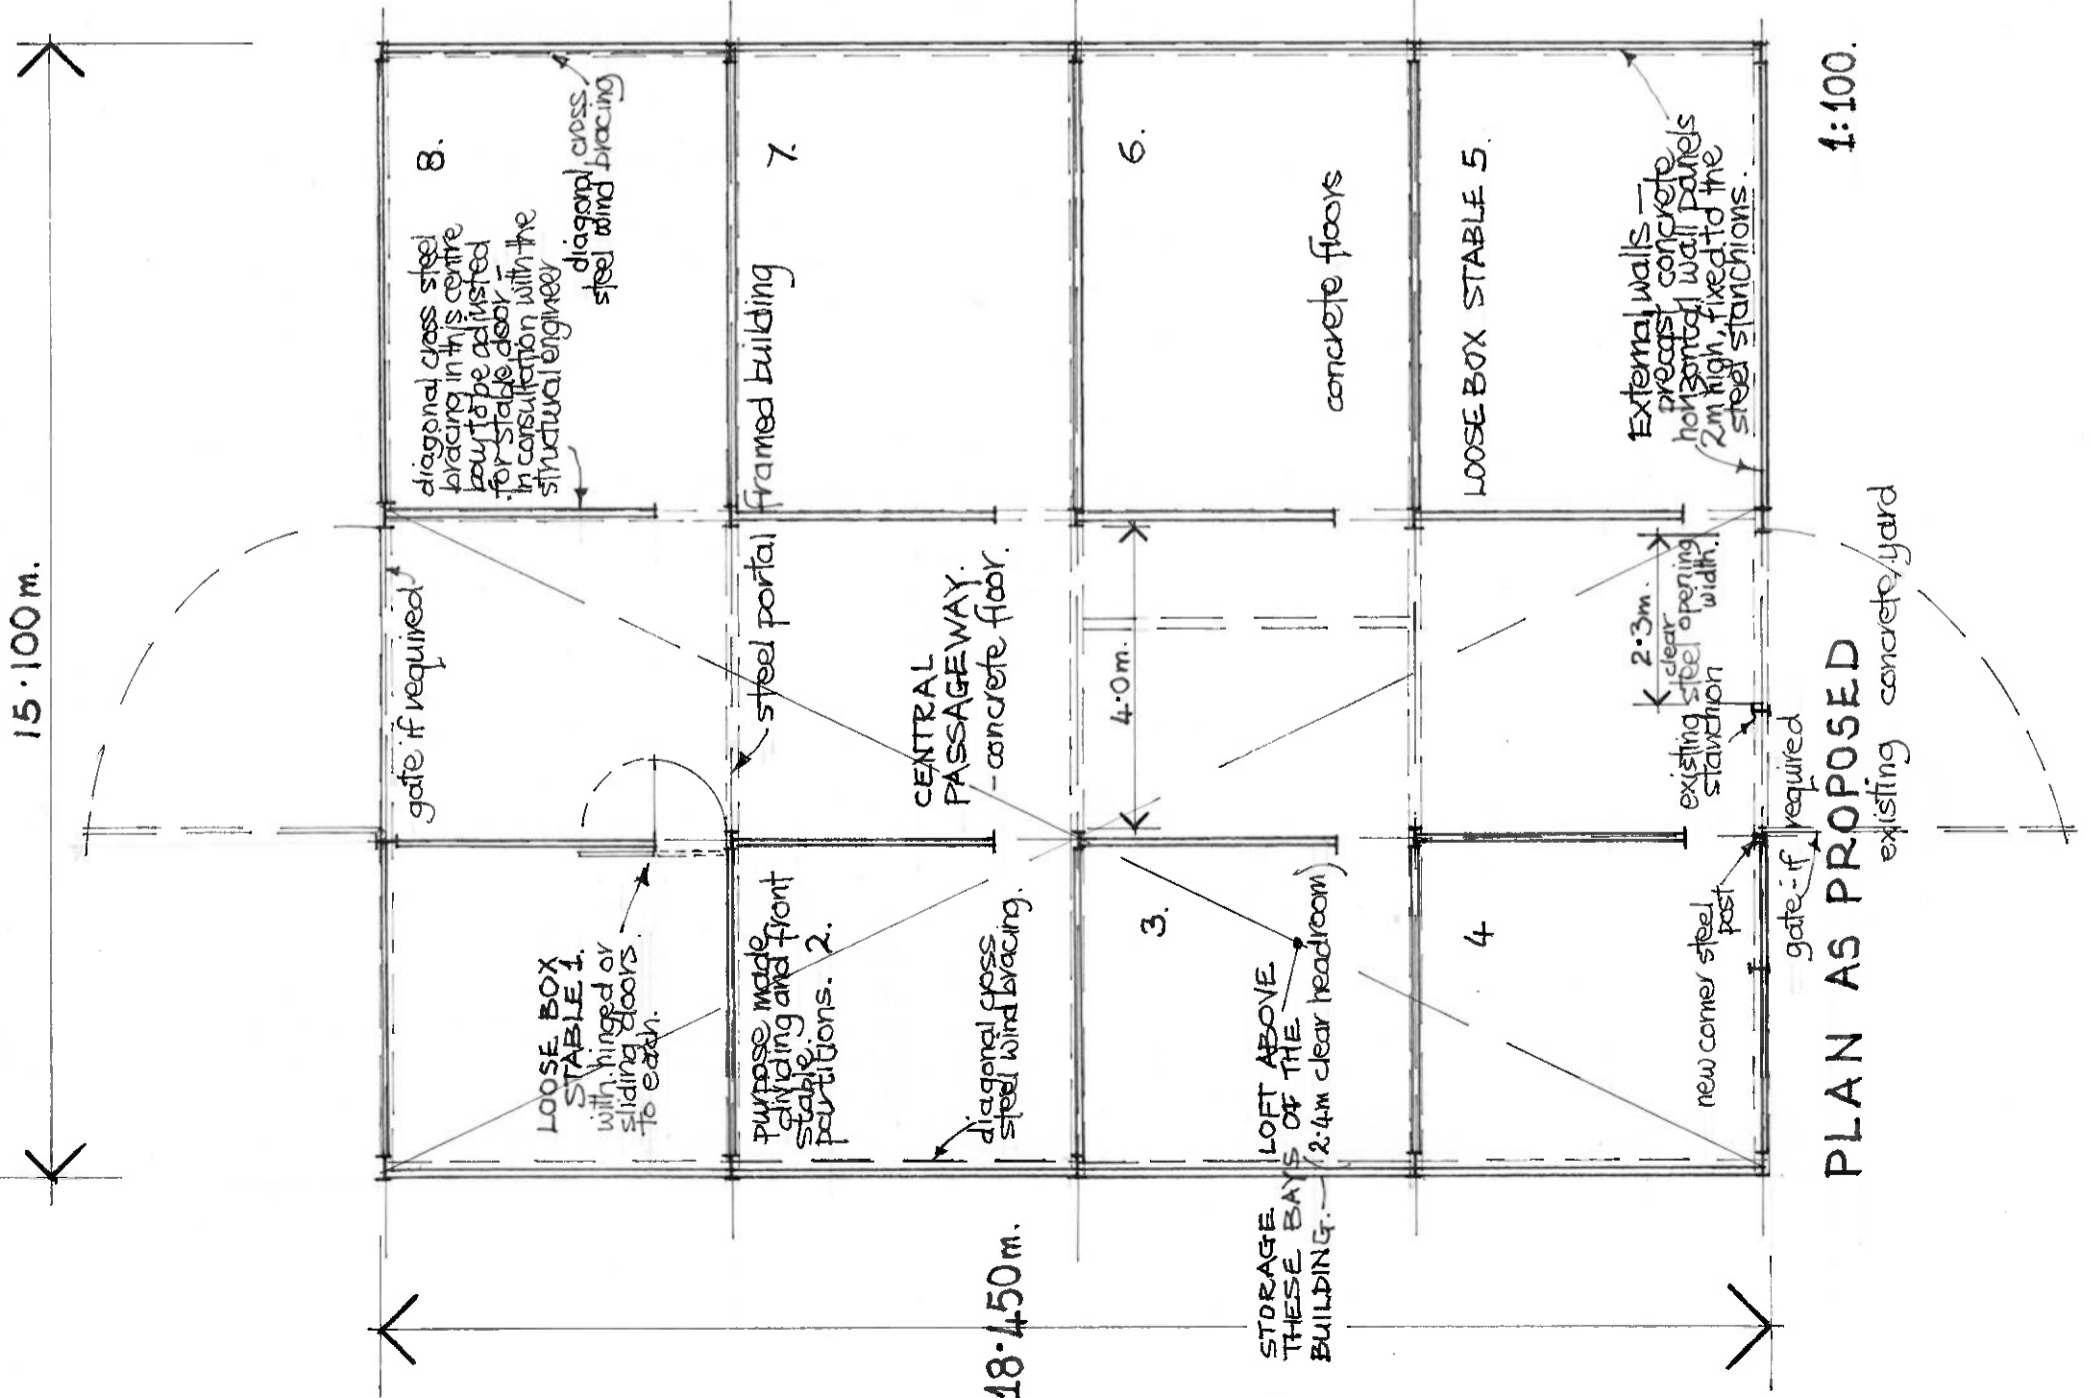 15·100m.
18·450m.
1:100.
PLAN AS PROPOSED
existing concrete yard
8.
diagonal cross steel
bracing in this centre
bay to be adjusted
for stable door –
in consultation with the
structural engineer
diagonal cross
steel wind bracing
7.
steel portal framed building
6.
concrete floors
LOOSE BOX STABLE 5.
External walls –
precast concrete
horizontal wall panels
2m high, fixed to the
steel stanchions.
gate if required
CENTRAL
PASSAGEWAY.
– concrete floor.
4·0m.
2·3m.
clear
steel opening
width.
existing
stanchion
gate – if required
new corner steel
post
LOOSE BOX
STABLE 1.
with hinged or
sliding doors
to each.
purpose made
dividing and front
stable
partitions. 2.
diagonal cross
steel wind bracing.
3.
4
STORAGE LOFT ABOVE
THESE BAYS OF THE
BUILDING. – (2·4m clear headroom)